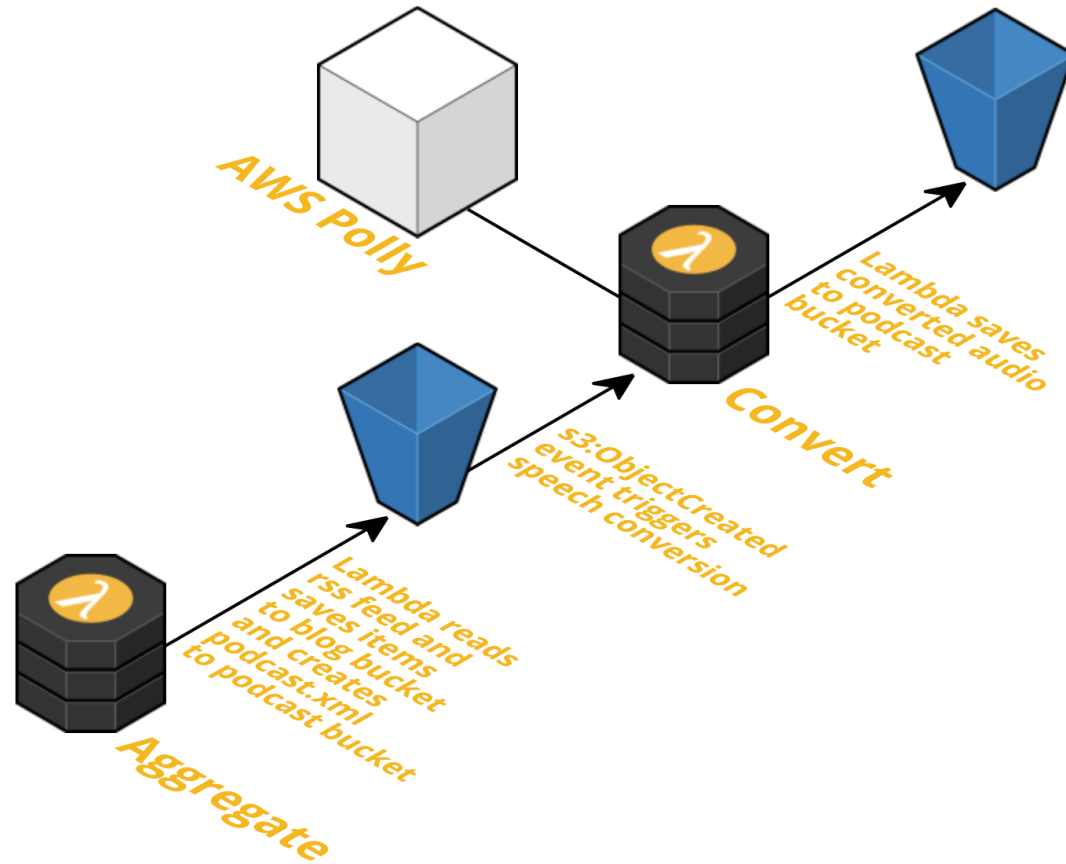 AWS Polly
Lambda saves
converted audio
to podcast
bucket
Convert
s3:ObjectCreated
event triggers
speech conversion
Lambda reads
rss feed and
saves items
to blog bucket
and creates
podcast.xml
to podcast bucket
Aggregate
λ
λ